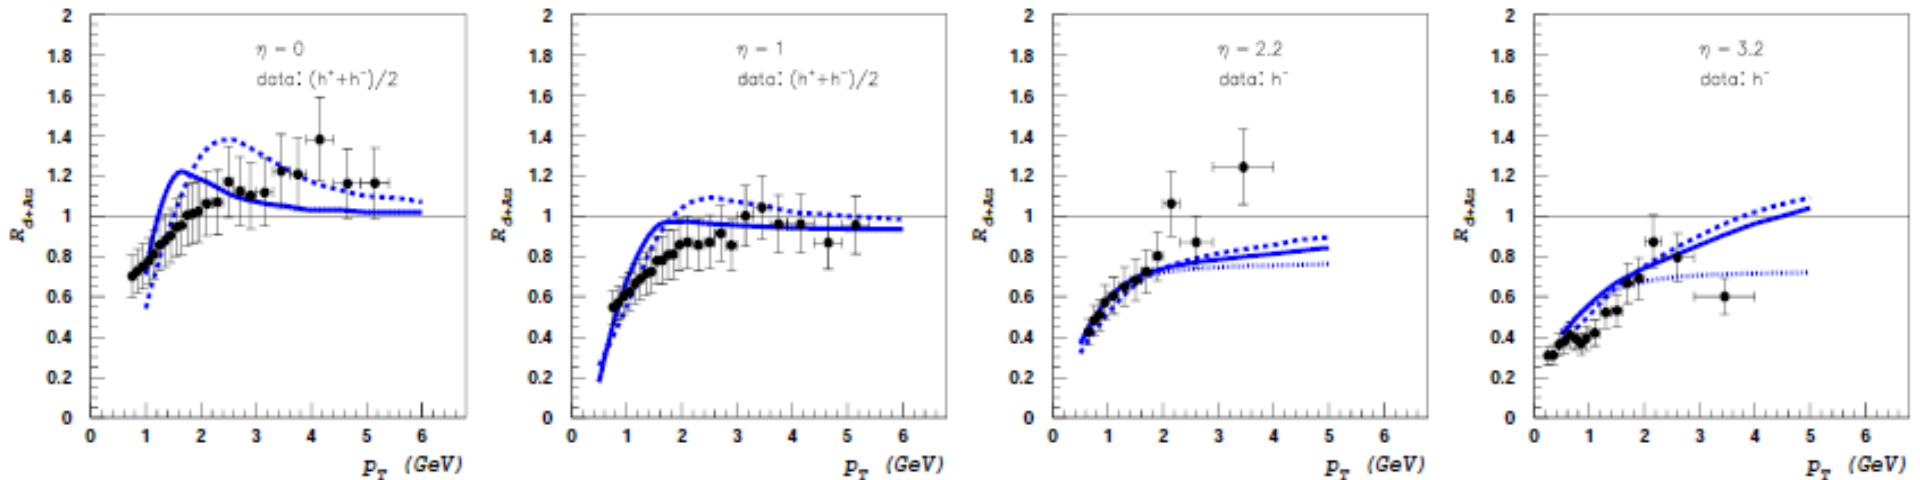 2
1.8
1.6
1.4
1.2
1
0.8
0.6
0.4
0.2
0
R_{d+Au}
η = 0
data: (h⁺+h⁻)/2
0 1 2 3 4 5 6
p_T (GeV)
2
1.8
1.6
1.4
1.2
1
0.8
0.6
0.4
0.2
0
R_{d+Au}
η = 1
data: (h⁺+h⁻)/2
0 1 2 3 4 5 6
p_T (GeV)
2
1.8
1.6
1.4
1.2
1
0.8
0.6
0.4
0.2
0
R_{d+Au}
η = 2.2
data: h⁻
0 1 2 3 4 5 6
p_T (GeV)
2
1.8
1.6
1.4
1.2
1
0.8
0.6
0.4
0.2
0
R_{d+Au}
η = 3.2
data: h⁻
0 1 2 3 4 5 6
p_T (GeV)